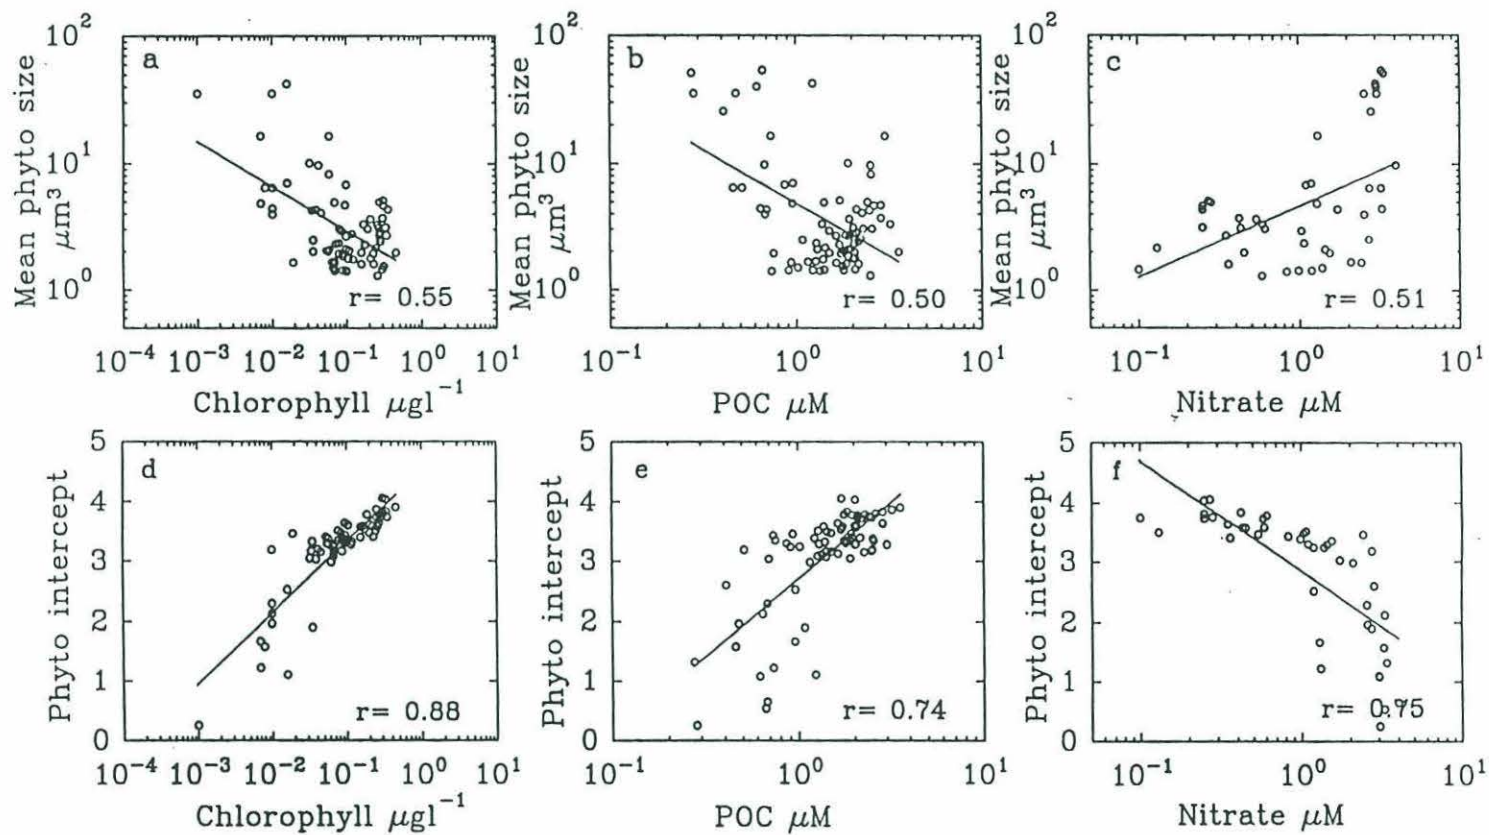 a
10²
10¹
10⁰
Mean phyto size
μm³
r= 0.55
10⁻⁴ 10⁻³ 10⁻² 10⁻¹ 10⁰ 10¹
Chlorophyll μgl⁻¹
b
10²
10¹
10⁰
Mean phyto size
μm³
r= 0.50
10⁻¹ 10⁰ 10¹
POC μM
c
10²
10¹
10⁰
Mean phyto size
μm³
r= 0.51
10⁻¹ 10⁰ 10¹
Nitrate μM
d
5
4
3
2
1
0
Phyto intercept
r= 0.88
10⁻⁴ 10⁻³ 10⁻² 10⁻¹ 10⁰ 10¹
Chlorophyll μgl⁻¹
e
5
4
3
2
1
0
Phyto intercept
r= 0.74
10⁻¹ 10⁰ 10¹
POC μM
f
5
4
3
2
1
0
Phyto intercept
r= 0.75
10⁻¹ 10⁰ 10¹
Nitrate μM